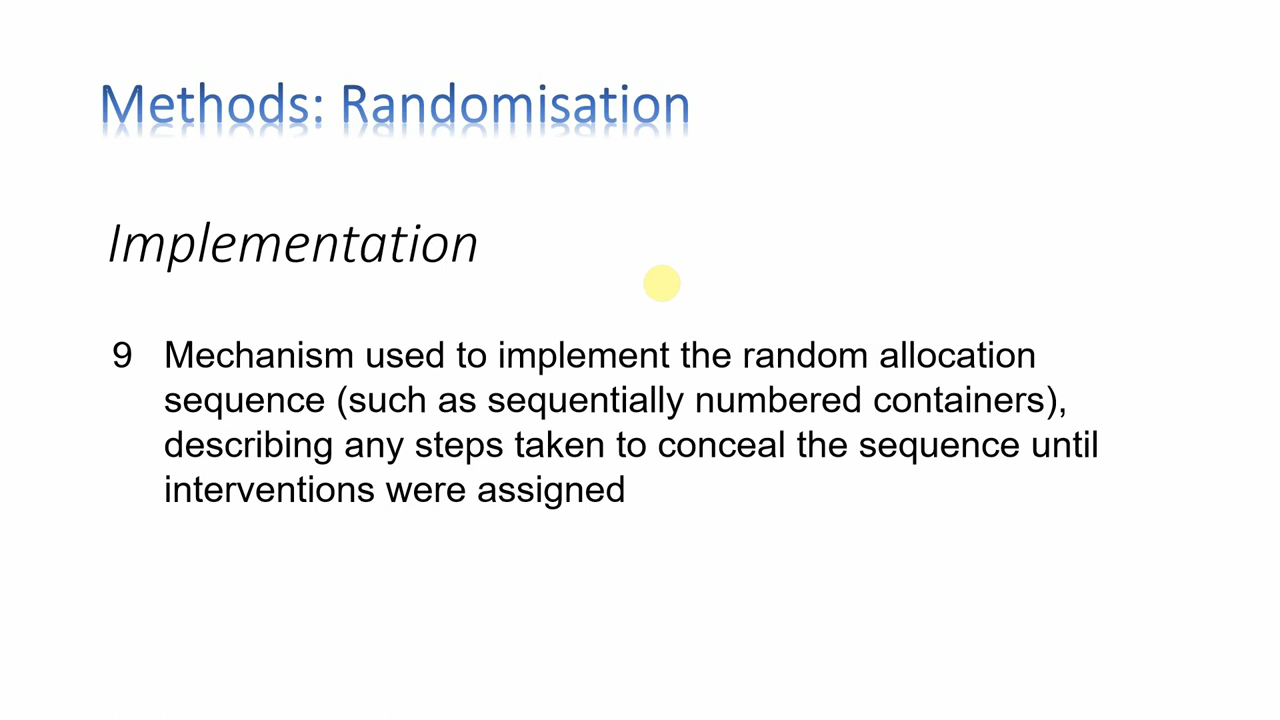 Methods: Randomisation
Implementation
9 Mechanism used to implement the random allocation
sequence (such as sequentially numbered containers),
describing any steps taken to conceal the sequence until
interventions were assigned